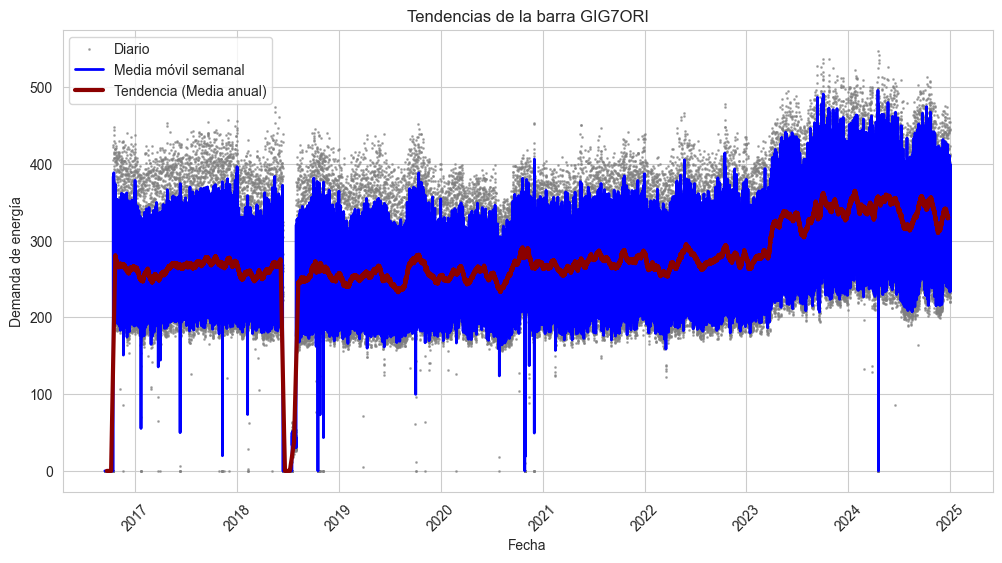 Tendencias de la barra GIG7ORI
Diario
Media móvil semanal
Tendencia (Media anual)
Demanda de energía
500
400
300
200
100
0
2017
2018
2019
2020
2021
2022
2023
2024
2025
Fecha